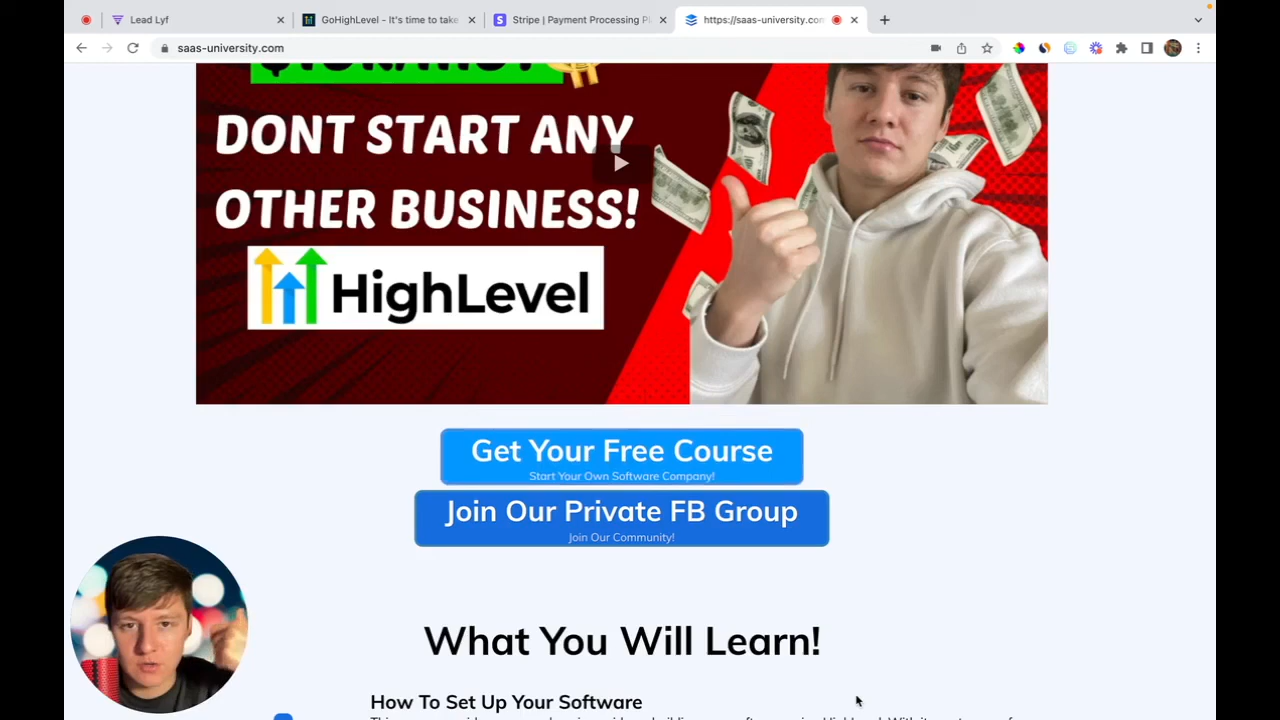 Lead Lyf
GoHighLevel - It's time to take
Stripe | Payment Processing Pl
https://saas-university.com
saas-university.com
DONT START ANY
OTHER BUSINESS!
HighLevel
Get Your Free Course
Start Your Own Software Company!
Join Our Private FB Group
Join Our Community!
What You Will Learn!
How To Set Up Your Software